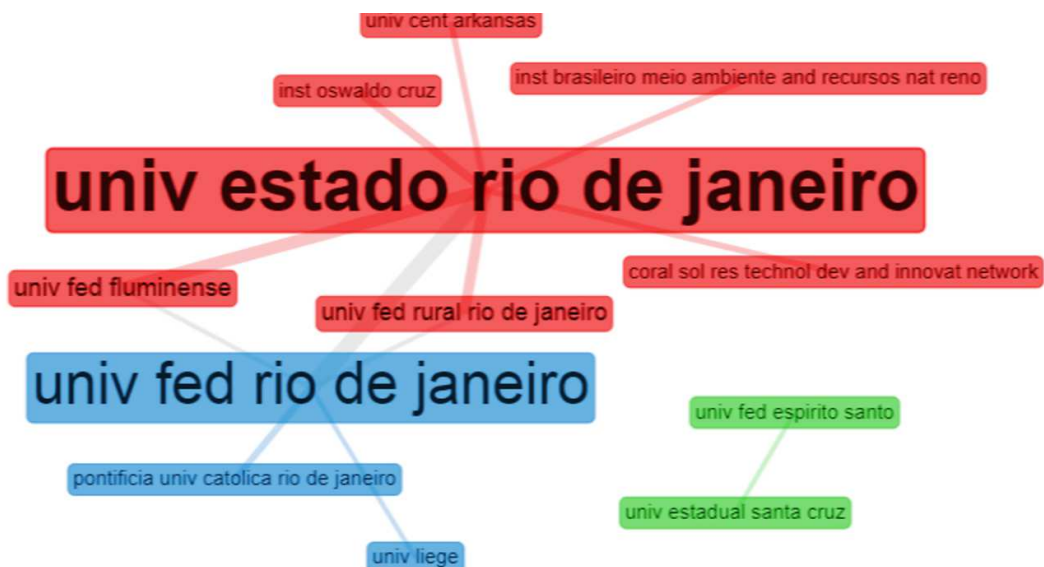 univ cent arkansas
inst brasileiro meio ambiente and recursos nat reno
inst oswaldo cruz
univ estado rio de janeiro
coral sol res technol dev and innovat network
univ fed fluminense
univ fed rural rio de janeiro
univ fed rio de janeiro
univ fed espirito santo
pontificia univ catolica rio de janeiro
univ estadual santa cruz
univ liege